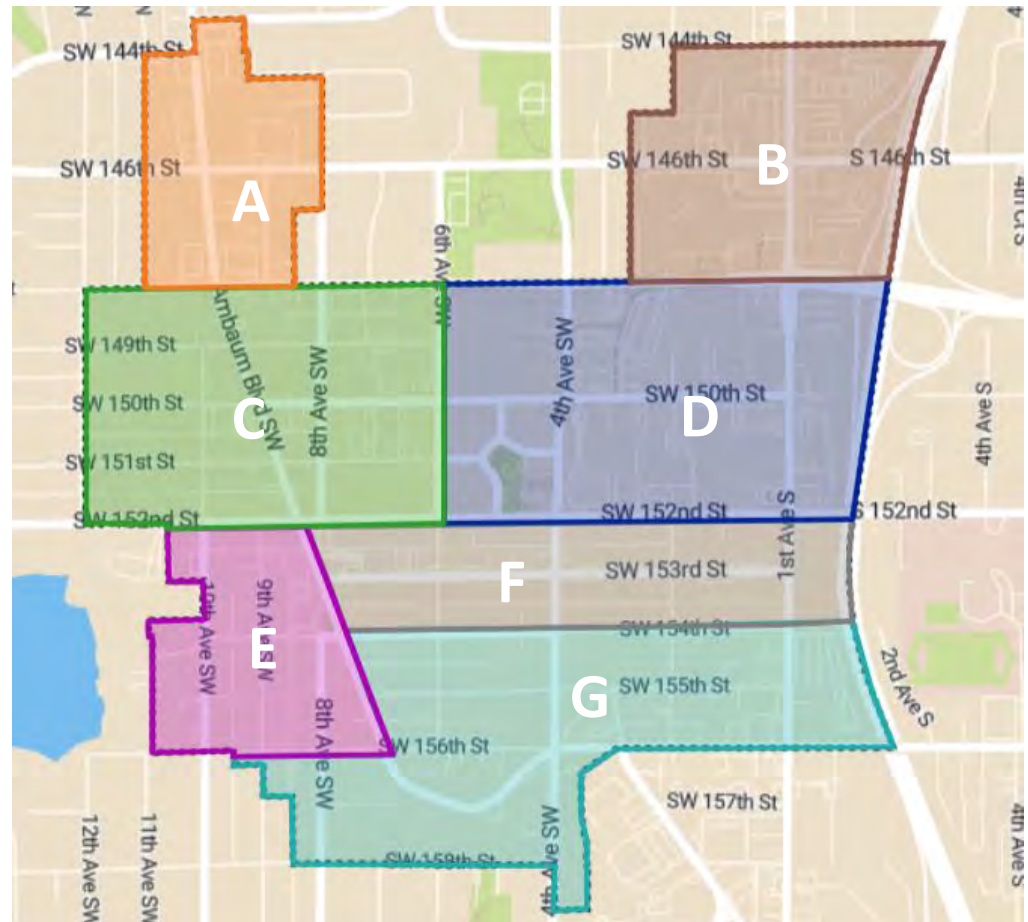 SW 144th St
SW 144th St
SW 146th St
A
SW 146th St
B
S 146th St
4th Ct S
6th Av SW
SW 149th St
Ambaum Blvd SW
8th Ave SW
4th Ave SW
SW 150th St
C
SW 150th St
D
4th Ave S
SW 151st St
SW 152nd St
SW 152nd St
S 152nd St
1st Ave S
F
SW 153rd St
10th Ave SW
9th Ave SW
E
SW 154th St
SW 155th St
G
2nd Ave S
8th Ave SW
SW 156th St
SW 157th St
12th Ave SW
11th Ave SW
SW 158th St
4th Ave SW
4th Ave S